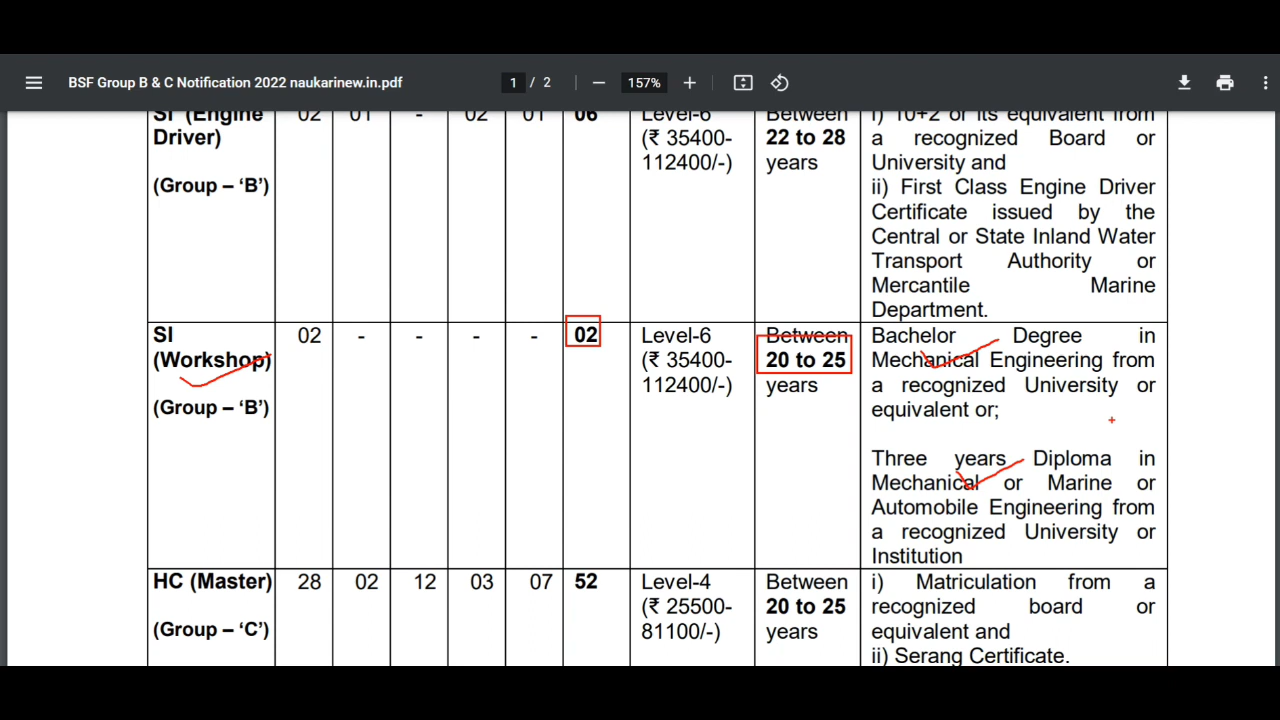 BSF Group B & C Notification 2022 naukarinew.in.pdf
1 / 2
157%
SI (Engine Driver)
(Group – ‘B’)
02 01 - 02 01 06
Level-6
(₹ 35400-
112400/-)
Between
22 to 28
years
i) 10+2 or its equivalent from
a recognized Board or
University and
ii) First Class Engine Driver
Certificate issued by the
Central or State Inland Water
Transport Authority or
Mercantile Marine
Department.
SI
(Workshop)
(Group – ‘B’)
02 - - - - 02
Level-6
(₹ 35400-
112400/-)
Between
20 to 25
years
Bachelor Degree in
Mechanical Engineering from
a recognized University or
equivalent or;
Three years Diploma in
Mechanical or Marine or
Automobile Engineering from
a recognized University or
Institution
HC (Master)
(Group – ‘C’)
28 02 12 03 07 52
Level-4
(₹ 25500-
81100/-)
Between
20 to 25
years
i) Matriculation from a
recognized board or
equivalent and
ii) Serang Certificate.